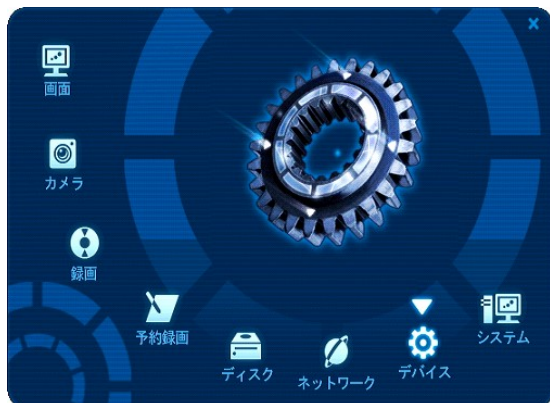 画面
カメラ
録画
予約録画
ディスク
ネットワーク
デバイス
システム